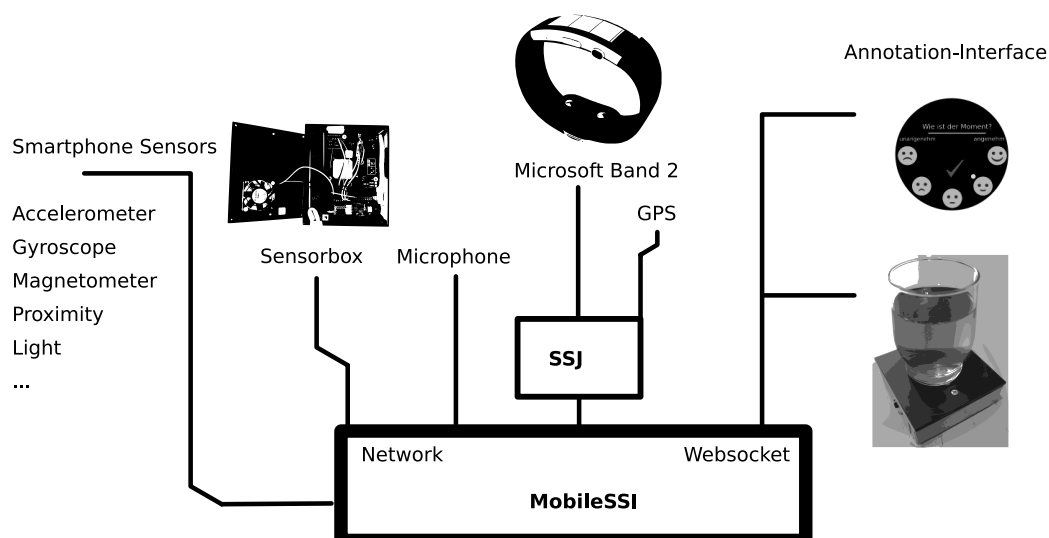 Annotation-Interface
Wie ist der Moment?
unangenehm
angenehm
Smartphone Sensors
Accelerometer
Gyroscope
Magnetometer
Proximity
Light
...
Sensorbox
Microphone
Microsoft Band 2
GPS
SSJ
Network
Websocket
MobileSSI